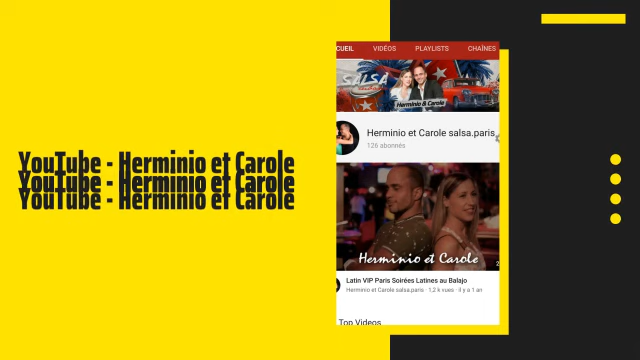 YouTube - Herminio et Carole
YouTube - Herminio et Carole
YouTube - Herminio et Carole
CUEIL VIDÉOS PLAYLISTS CHAÎNES
SALSA
Herminio & Carole
Herminio et Carole salsa.paris
126 abonnés
Herminio et Carole
2
Latin VIP Paris Soirées Latines au Balajo
Herminio et Carole salsa.paris · 1,2 k vues · il y a 1 an
Top Videos